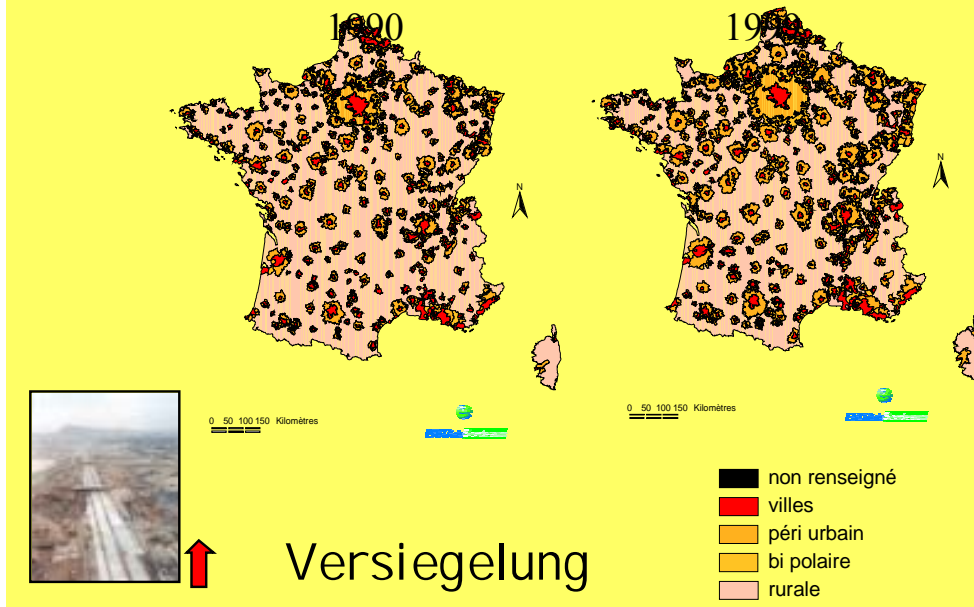 1990
1999
N
N
0 50 100 150 Kilomètres
0 50 100 150 Kilomètres
non renseigné
villes
péri urbain
bi polaire
rurale
Versiegelung